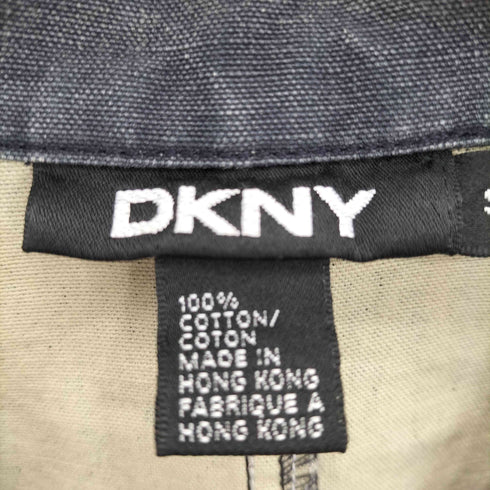 DKNY
100%
COTTON/
COTON
MADE IN
HONG KONG
FABRIQUE A
HONG KONG